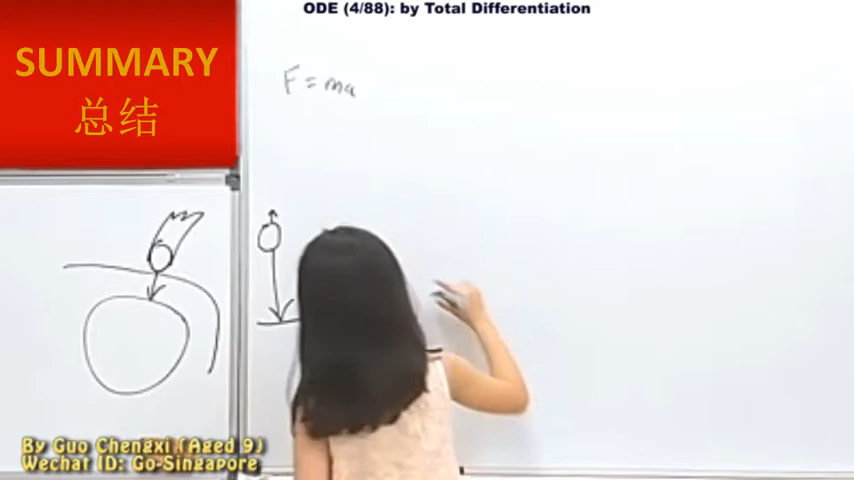 ODE (4/88): by Total Differentiation
SUMMARY
总结
F = ma
By Guo Chengxi (Aged 9)
Wechat ID: Go-Singapore